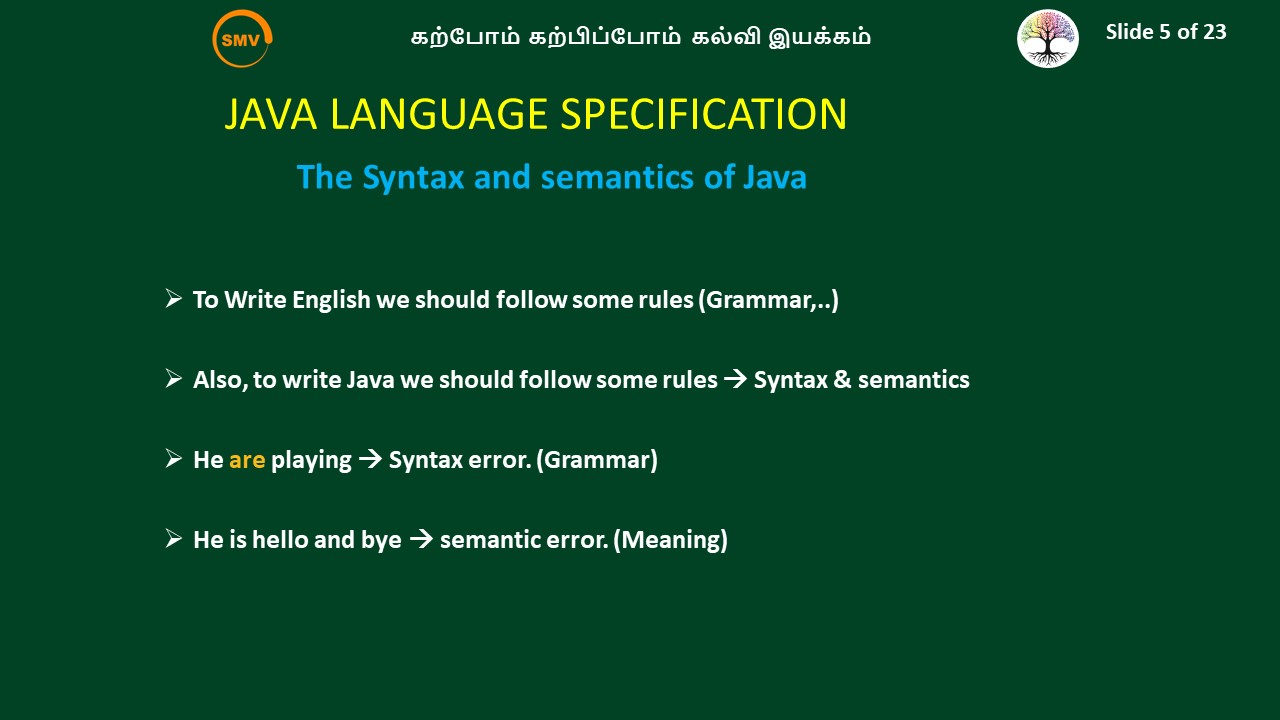 SMV
கற்போம் கற்பிப்போம் கல்வி இயக்கம்
Slide 5 of 23
JAVA LANGUAGE SPECIFICATION
The Syntax and semantics of Java
➢ To Write English we should follow some rules (Grammar,..)
➢ Also, to write Java we should follow some rules → Syntax & semantics
➢ He are playing → Syntax error. (Grammar)
➢ He is hello and bye → semantic error. (Meaning)